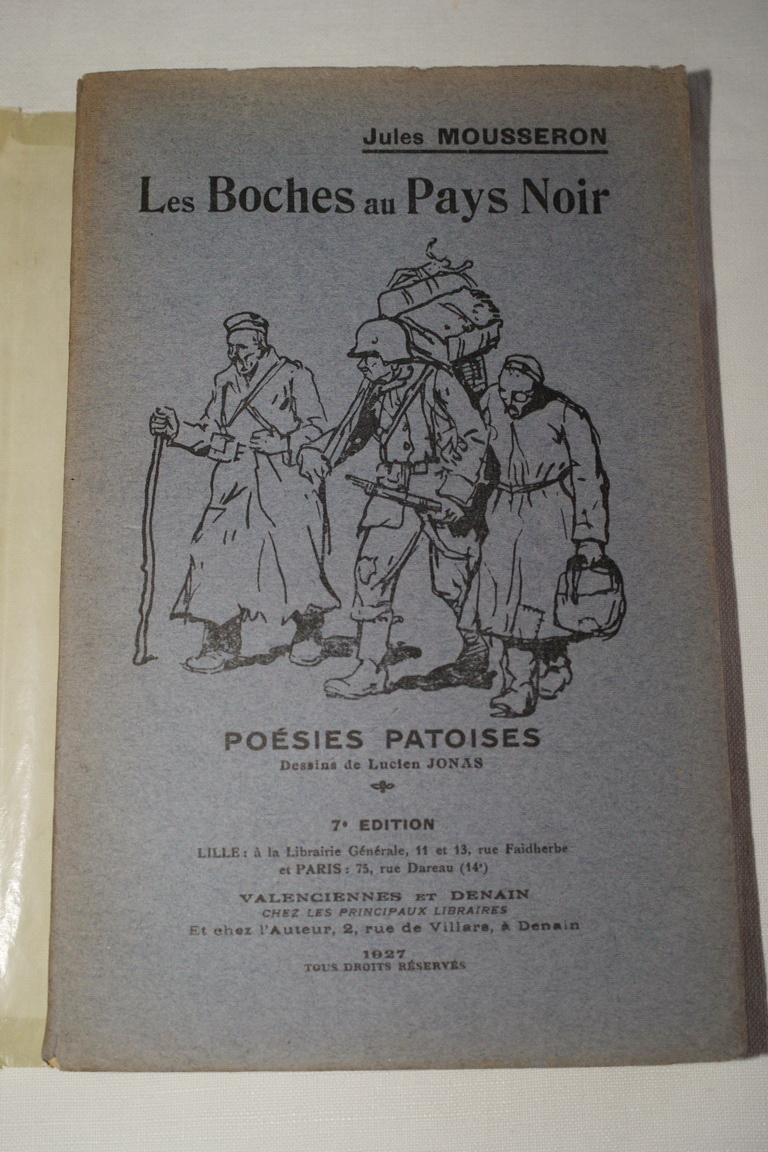 Jules MOUSSERON
Les Boches au Pays Noir
POÉSIES PATOISES
Dessins de Lucien JONAS
7e EDITION
LILLE : à la Librairie Générale, 11 et 13, rue Faidherbe
et PARIS : 75, rue Dareau (14e)
VALENCIENNES ET DENAIN
CHEZ LES PRINCIPAUX LIBRAIRES
Et chez l'Auteur, 2, rue de Villars, à Denain
1927
TOUS DROITS RÉSERVÉS